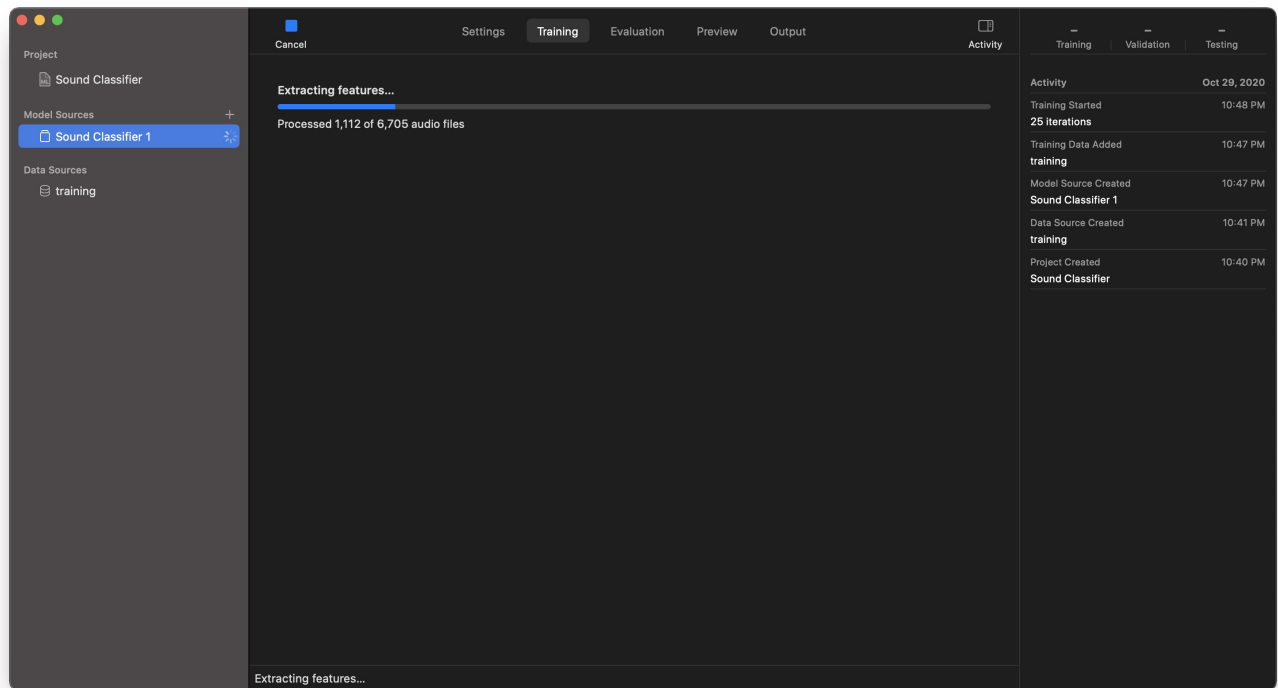 Project
Sound Classifier
Model Sources +
Sound Classifier 1
Data Sources
training
Cancel
Settings Training Evaluation Preview Output
Activity
Extracting features...
Processed 1,112 of 6,705 audio files
Extracting features...
– – –
Training Validation Testing
Activity Oct 29, 2020
Training Started 10:48 PM
25 iterations
Training Data Added 10:47 PM
training
Model Source Created 10:47 PM
Sound Classifier 1
Data Source Created 10:41 PM
training
Project Created 10:40 PM
Sound Classifier